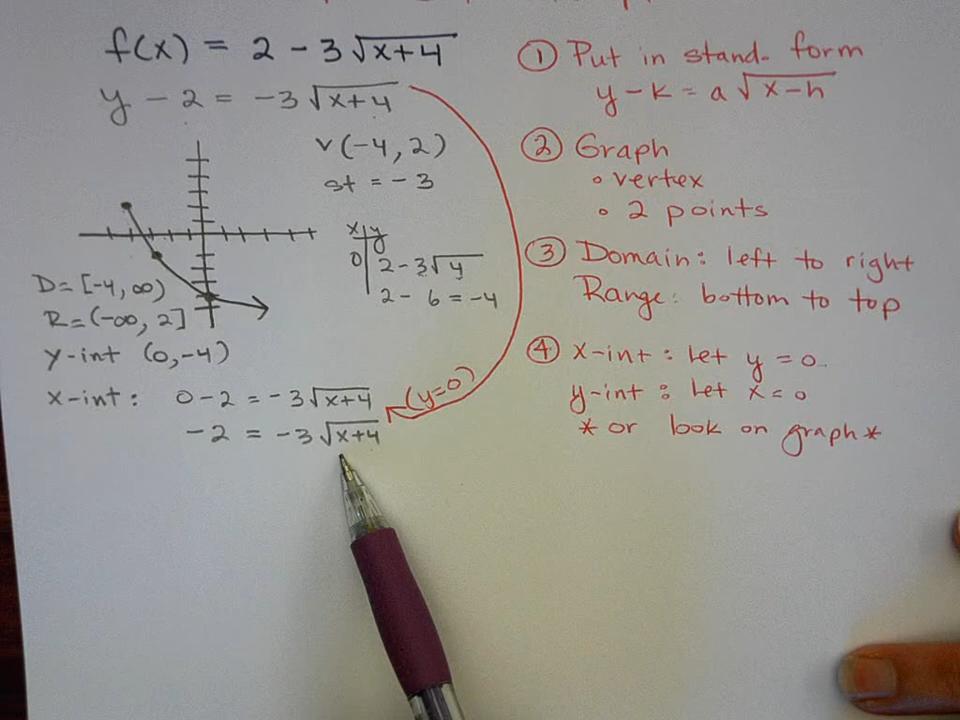 f(x) = 2 - 3√(x+4)
y - 2 = -3√(x+4)
v(-4, 2)
st = -3
x y
0 2 - 3√4
2 - 6 = -4
D = [-4, ∞)
R = (-∞, 2]
y-int (0, -4)
x-int: 0 - 2 = -3√(x+4) (y=0)
-2 = -3√(x+4)
① Put in stand. form
y - k = a√(x-h)
② Graph
• vertex
• 2 points
③ Domain: left to right
Range: bottom to top
④ x-int: let y = 0
y-int: let x = 0
* or look on graph *